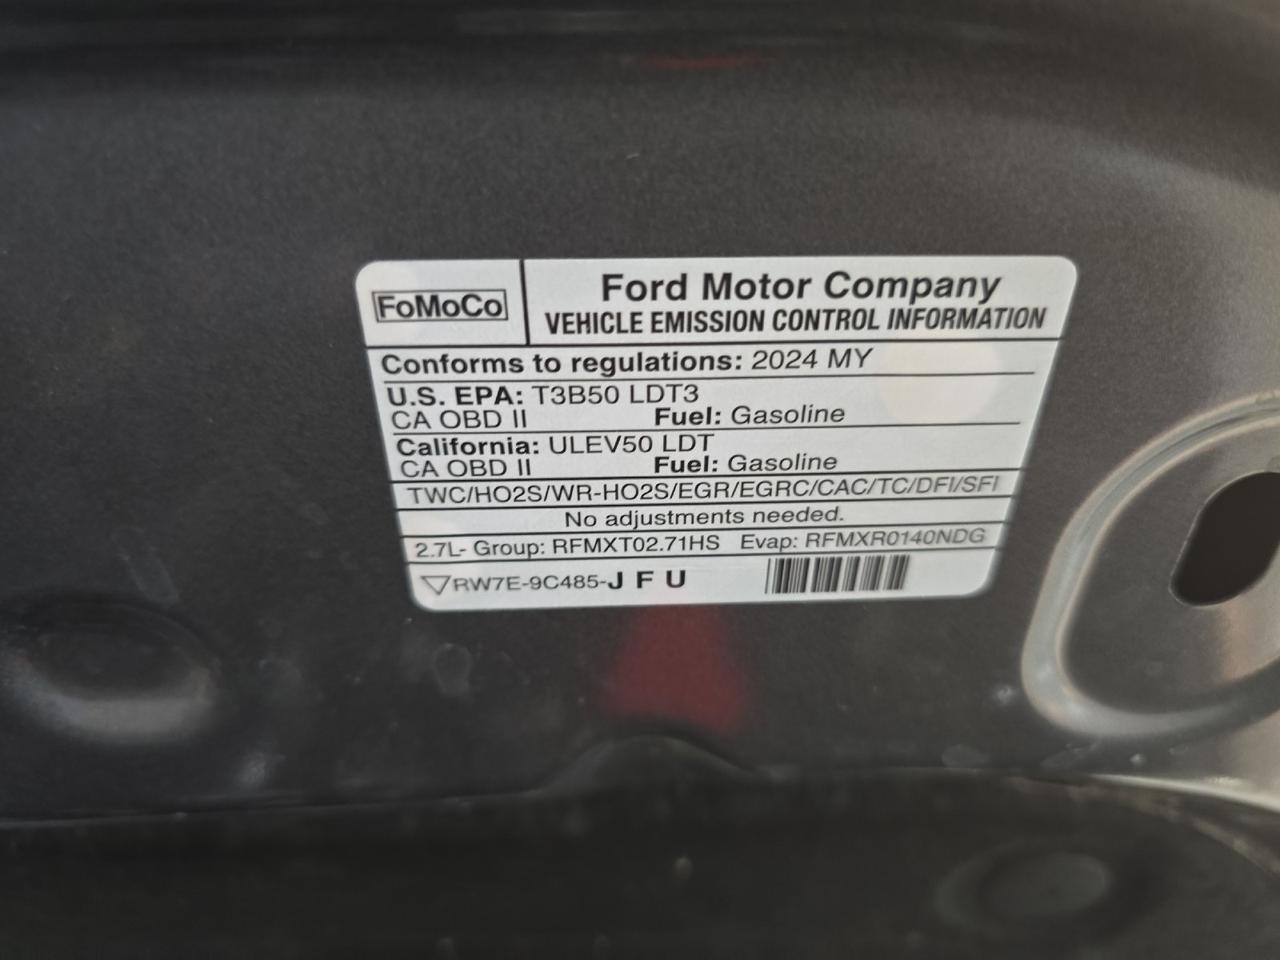 FoMoCo
Ford Motor Company
VEHICLE EMISSION CONTROL INFORMATION
Conforms to regulations: 2024 MY
U.S. EPA: T3B50 LDT3
CA OBD II Fuel: Gasoline
California: ULEV50 LDT
CA OBD II Fuel: Gasoline
TWC/HO2S/WR-HO2S/EGR/EGRC/CAC/TC/DFI/SFI
No adjustments needed.
2.7L- Group: RFMXT02.71HS Evap: RFMXR0140NDG
RW7E-9C485-J F U